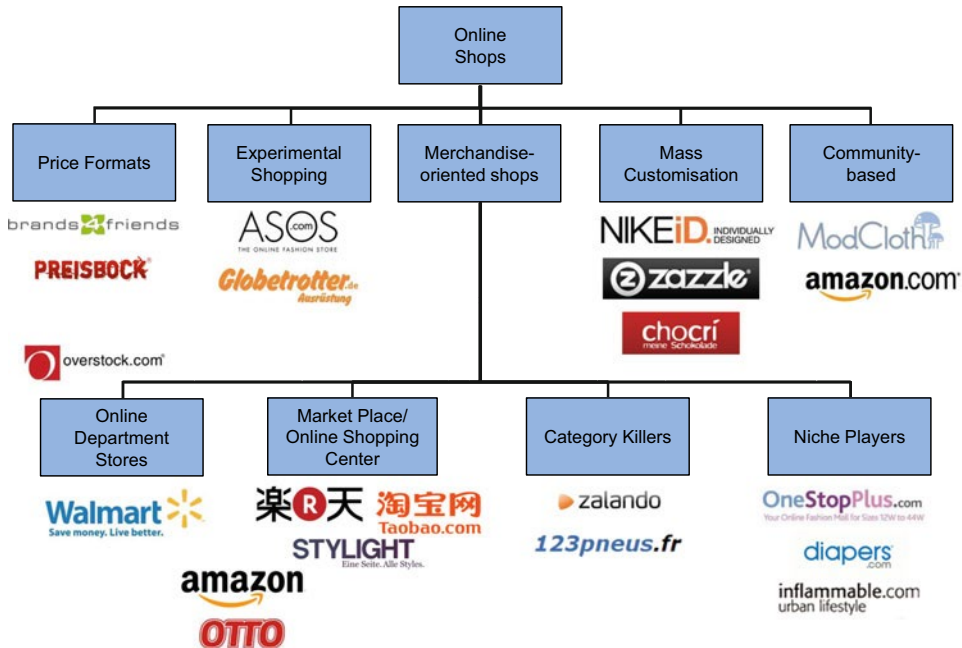 Online
Shops
Price Formats
Experimental
Shopping
Merchandise-
oriented shops
Mass
Customisation
Community-
based
brands4friends
PREISBOCK®
overstock.com®
ASOS
.com
THE ONLINE FASHION STORE
Globetrotter.de
Ausrüstung
NIKEiD. INDIVIDUALLY
DESIGNED
zazzle®
chocrí
meine Schokolade
ModCloth
amazon.com®
Online
Department
Stores
Market Place/
Online Shopping
Center
Category Killers
Niche Players
Walmart
Save money. Live better.
楽R天
淘宝网
Taobao.com
STYLIGHT
Eine Seite. Alle Styles.
amazon
OTTO
zalando
123pneus.fr
OneStopPlus.com
Your Online Fashion Mall for Sizes 12W to 44W
diapers
.com
inflammable.com
urban lifestyle